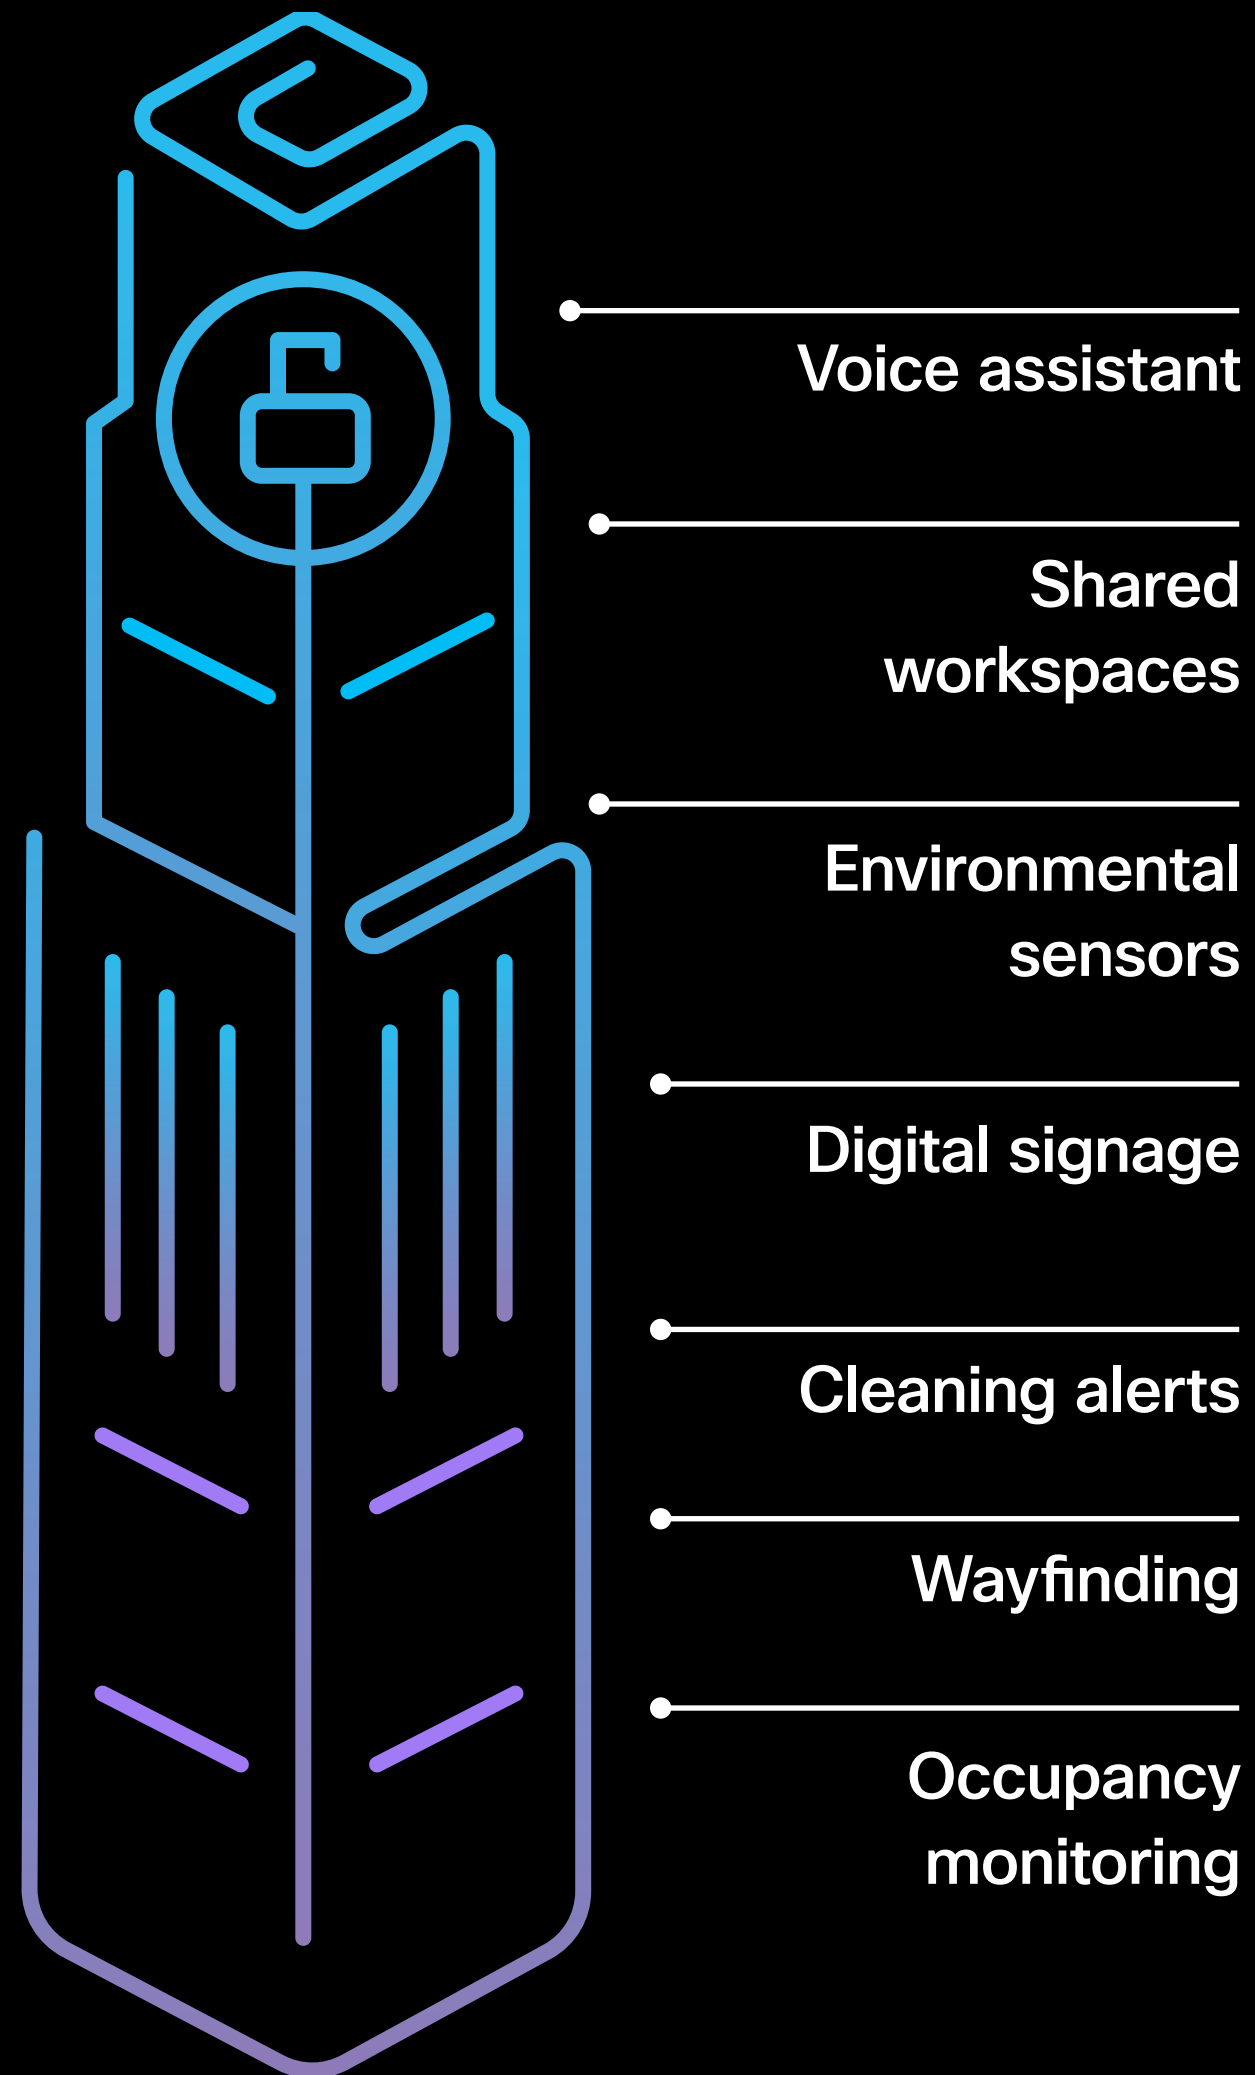 Voice assistant
Shared
workspaces
Environmental
sensors
Digital signage
Cleaning alerts
Wayfinding
Occupancy
monitoring